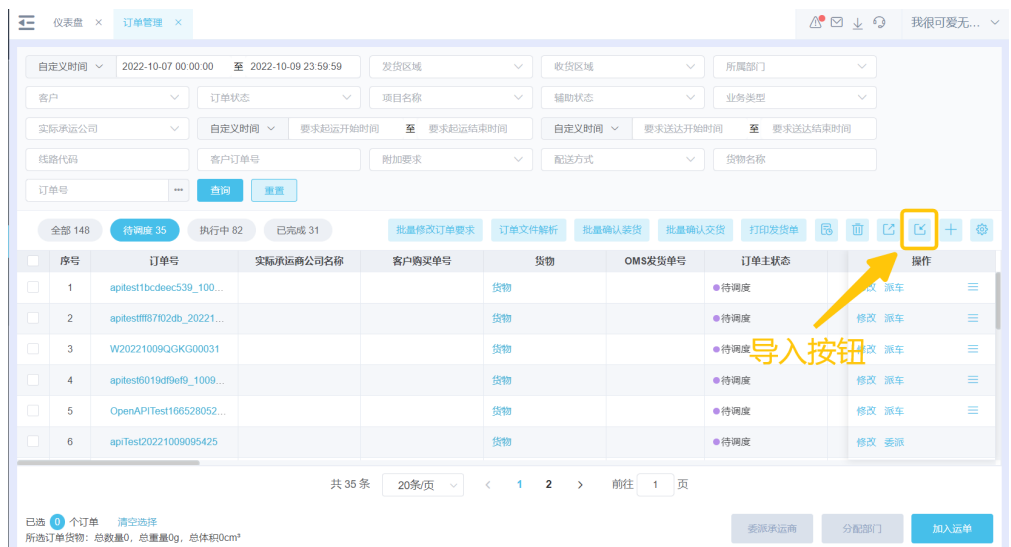 仪表盘 × 订单管理 × 我很可爱无...
自定义时间 2022-10-07 00:00:00 至 2022-10-09 23:59:59 发货区域 收货区域 所属部门
客户 订单状态 项目名称 辅助状态 业务类型
实际承运公司 自定义时间 要求起运开始时间 至 要求起运结束时间 自定义时间 要求送达开始时间 至 要求送达结束时间
线路代码 客户订单号 附加要求 配送方式 货物名称
订单号 ... 查询 重置
全部 148 待调度 35 执行中 82 已完成 31 批量修改订单要求 订单文件解析 批量确认装货 批量确认交货 打印发货单
序号 订单号 实际承运商公司名称 客户购买单号 货物 OMS发货单号 订单主状态 操作
1 apitest1bcdeec539_100... 货物 待调度 修改 派车
2 apitestfff87f02db_20221... 货物 待调度 修改 派车
3 W20221009QGKG00031 货物 待调度 修改 派车
导入按钮
4 apitest6019df9ef9_1009... 货物 待调度 修改 派车
5 OpenAPITest166528052... 货物 待调度 修改 派车
6 apiTest20221009095425 货物 待调度 修改 委派
共 35 条 20条/页 < 1 2 > 前往 1 页
已选 0 个订单 清空选择
所选订单货物：总数量0，总重量0g，总体积0cm³ 委派承运商 分配部门 加入运单